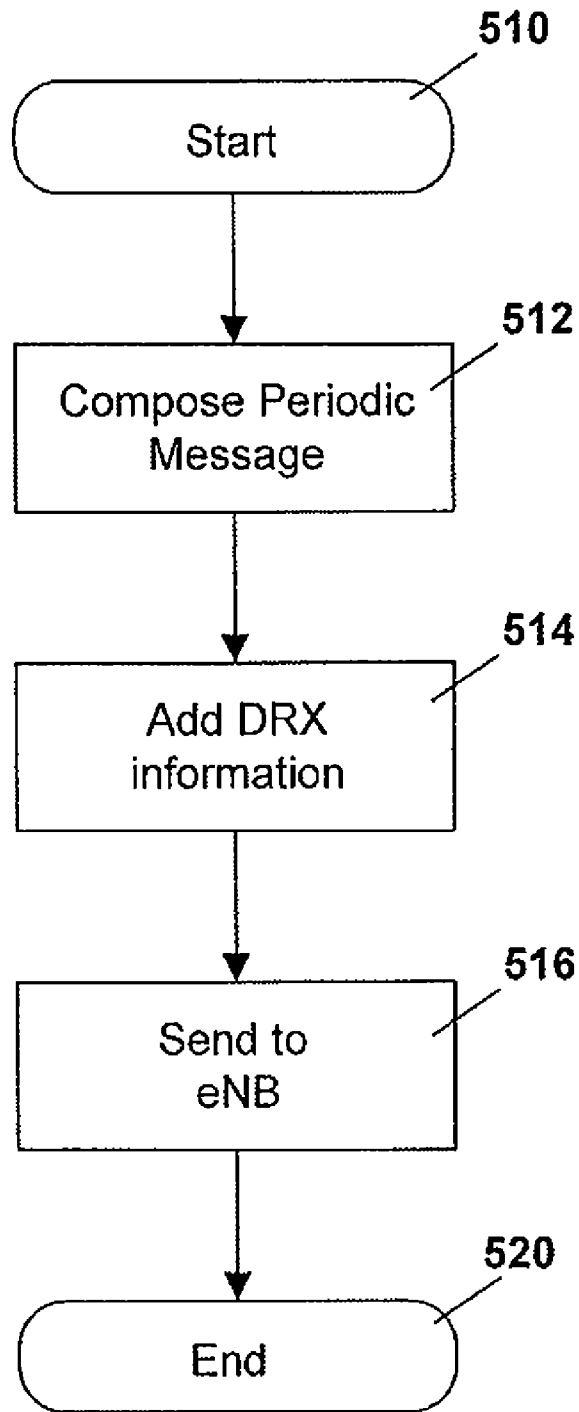 510
Start
512
Compose Periodic
Message
514
Add DRX
information
516
Send to
eNB
520
End